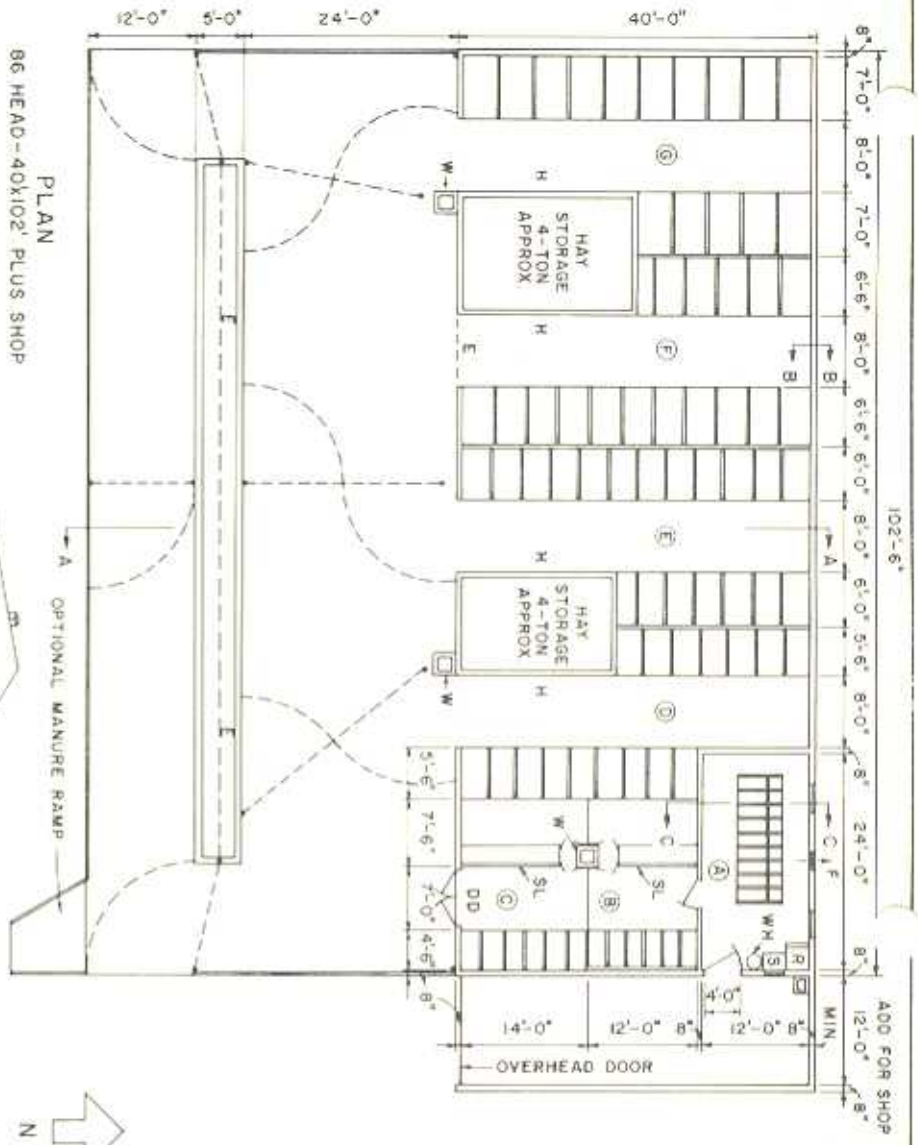 12'-0" 5'-0" 24'-0" 40'-0"
8" 7'-0" 8'-0" 7'-0" 6'-6" 8'-0" 6'-6" 6'-0" 8'-0" 6'-0" 5'-6" 8'-0" 8" 24'-0" 8" 12'-0" 8"
102'-6"
ADD FOR SHOP
MIN
G
H
W
HAY
STORAGE
4-TON
APPROX
H
F
E
B
B
E
A
H
HAY
STORAGE
4-TON
APPROX
H
W
D
E
E
A
5'-6" 7'-6" 7'-0" 4'-6" 8"
C
C
F
A
W
SL
SL
B
C
DD
WH
S
R
4'-0"
14'-0" 12'-0" 8" 12'-0" 8"
OVERHEAD DOOR
OPTIONAL MANURE RAMP
N
PLAN
86 HEAD-40x102' PLUS SHOP